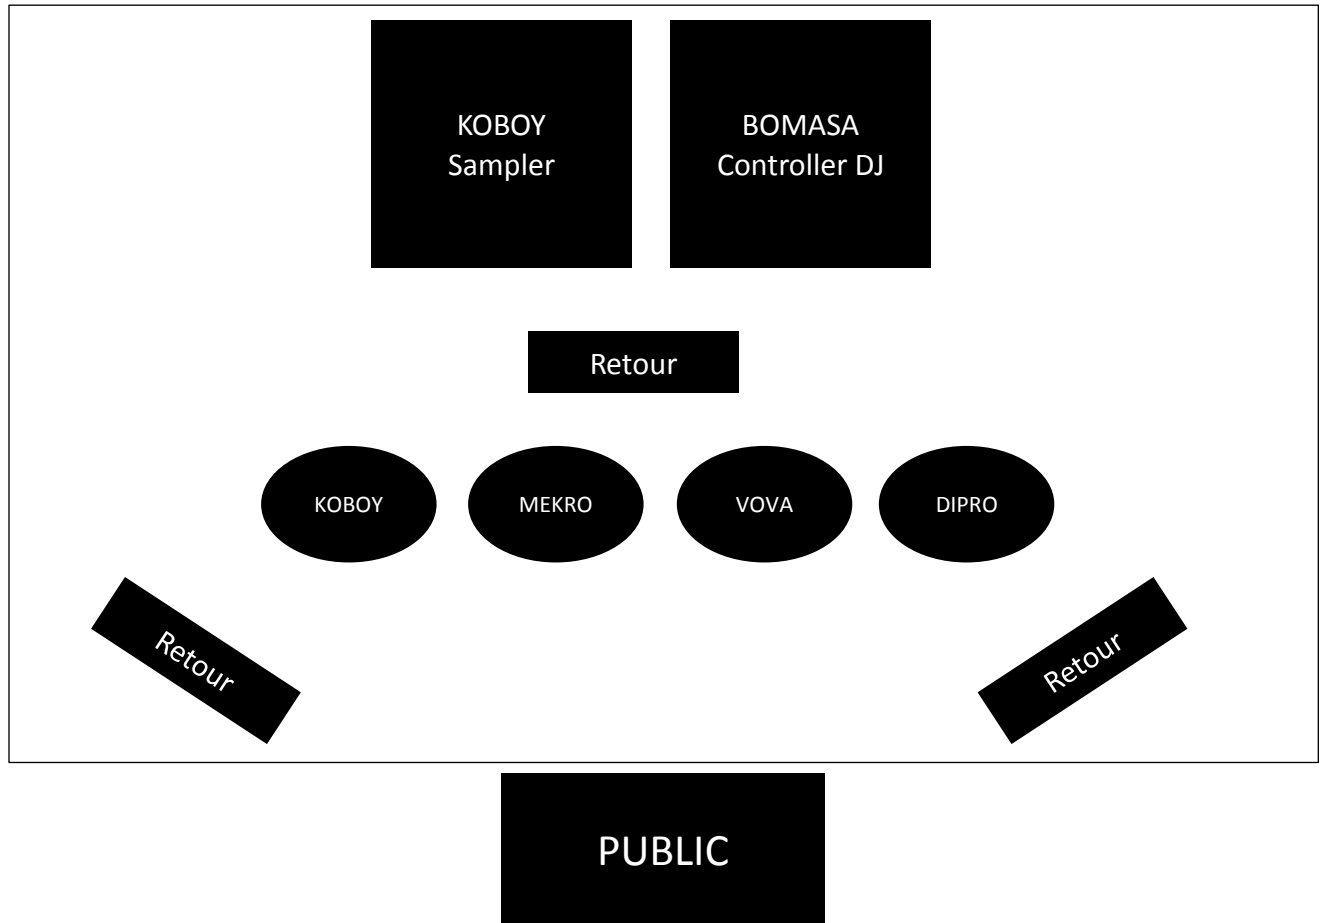 KOBOY
Sampler
BOMASA
Controller DJ
Retour
KOBOY
MEKRO
VOVA
DIPRO
Retour
Retour
PUBLIC